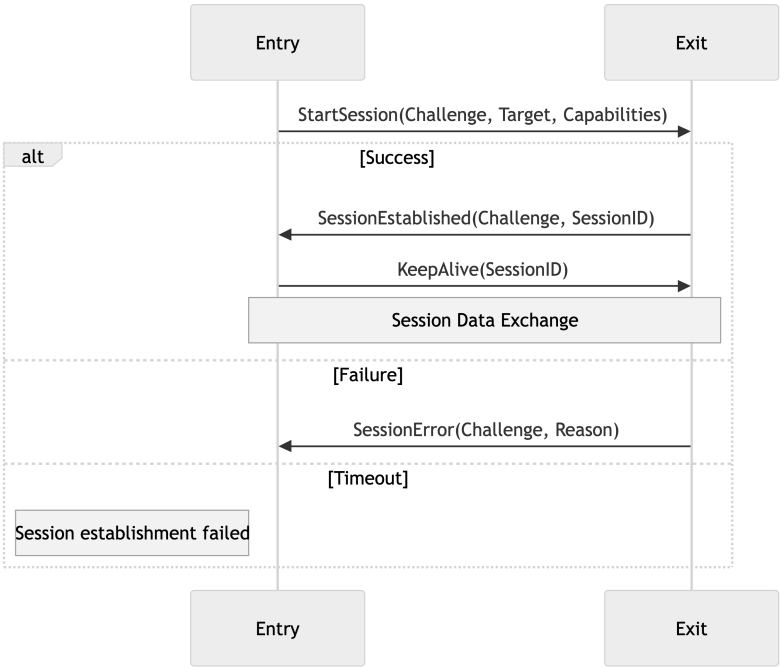 Entry
Exit
StartSession(Challenge, Target, Capabilities)
alt
[Success]
SessionEstablished(Challenge, SessionID)
KeepAlive(SessionID)
Session Data Exchange
[Failure]
SessionError(Challenge, Reason)
[Timeout]
Session establishment failed
Entry
Exit